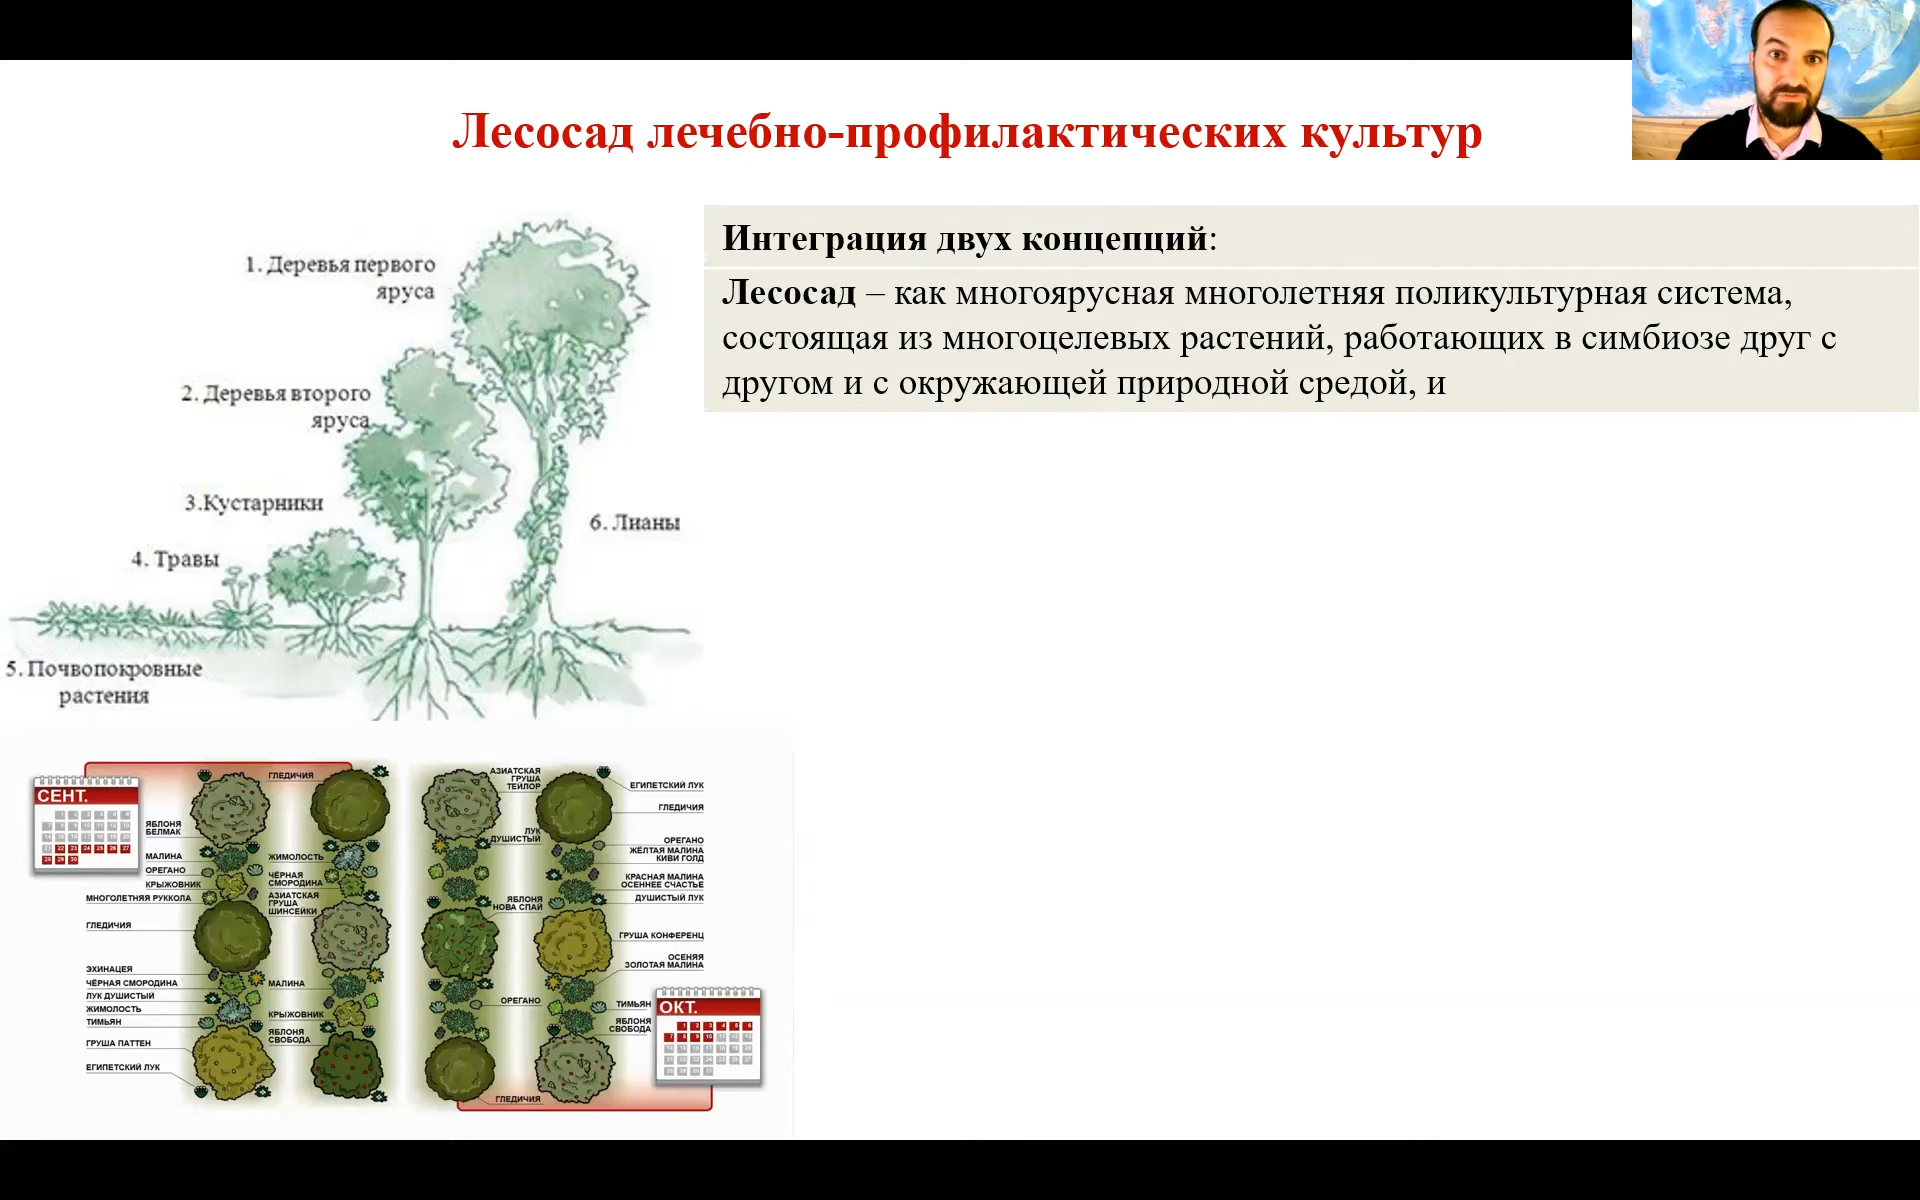 Лесосад лечебно-профилактических культур
Интеграция двух концепций:
Лесосад – как многоярусная многолетняя поликультурная система,
состоящая из многоцелевых растений, работающих в симбиозе друг с
другом и с окружающей природной средой, и
1. Деревья первого
яруса
2. Деревья второго
яруса
3.Кустарники
4. Травы
6. Лианы
5. Почвопокровные
растения
СЕНТ.
ЯБЛОНЯ
БЕЛМАК
МАЛИНА
ОРЕГАНО
КРЫЖОВНИК
МНОГОЛЕТНЯЯ РУККОЛА
ГЛЕДИЧИЯ
ЭХИНАЦЕЯ
ЧЁРНАЯ СМОРОДИНА
ЛУК ДУШИСТЫЙ
ЖИМОЛОСТЬ
ТИМЬЯН
ГРУША ПАТТЕН
ЕГИПЕТСКИЙ ЛУК
ГЛЕДИЧИЯ
ЖИМОЛОСТЬ
ЧЁРНАЯ
СМОРОДИНА
АЗИАТСКАЯ
ГРУША
ШИНСЕЙКИ
МАЛИНА
КРЫЖОВНИК
ЯБЛОНЯ
СВОБОДА
АЗИАТСКАЯ
ГРУША
ТЕЙЛОР
ЛУК
ДУШИСТЫЙ
ЯБЛОНЯ
НОВА СПАЙ
ОРЕГАНО
ГЛЕДИЧИЯ
ЕГИПЕТСКИЙ ЛУК
ГЛЕДИЧИЯ
ОРЕГАНО
ЖЁЛТАЯ МАЛИНА
КИВИ ГОЛД
КРАСНАЯ МАЛИНА
ОСЕННЕЕ СЧАСТЬЕ
ДУШИСТЫЙ ЛУК
ГРУША КОНФЕРЕНЦ
ОСЕНЯЯ
ЗОЛОТАЯ МАЛИНА
ТИМЬЯН
ЯБЛОНЯ
СВОБОДА
ОКТ.